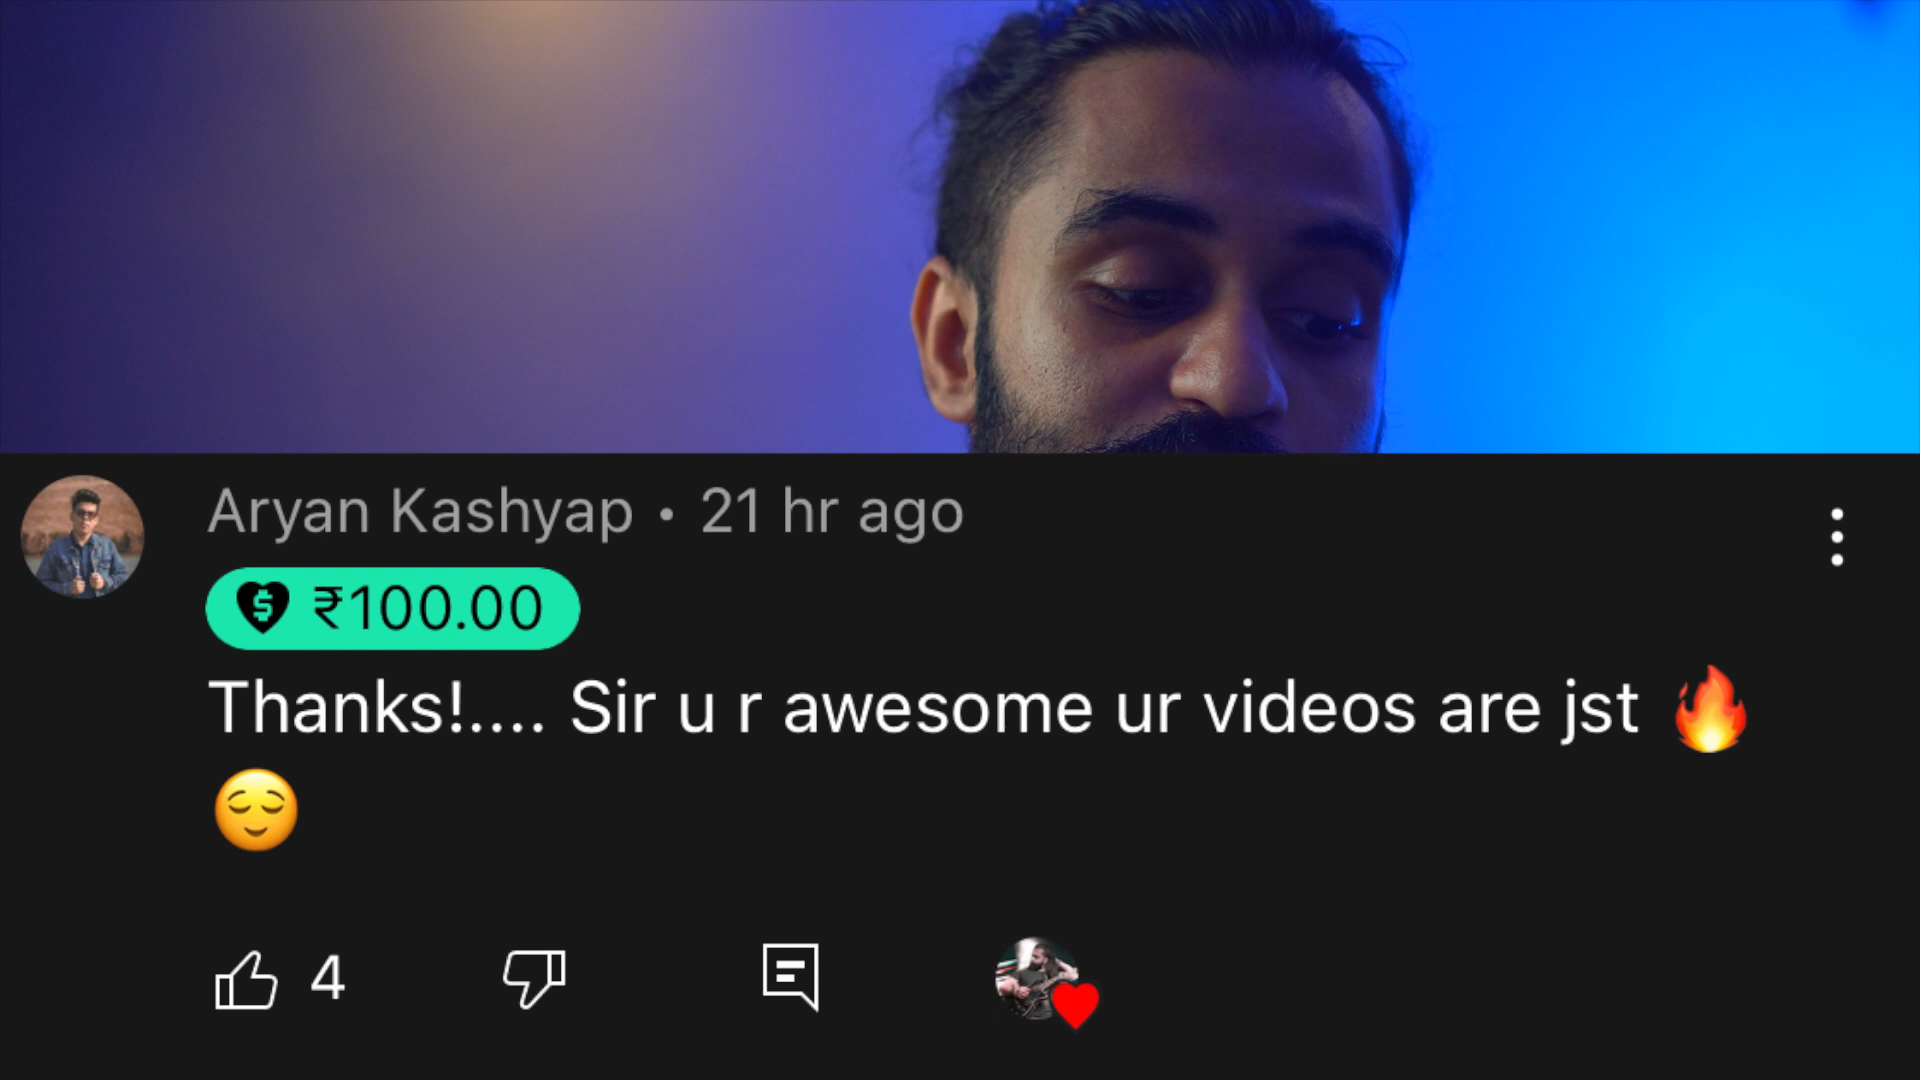 Aryan Kashyap • 21 hr ago
₹100.00
Thanks!.... Sir u r awesome ur videos are jst 🔥
😌
4